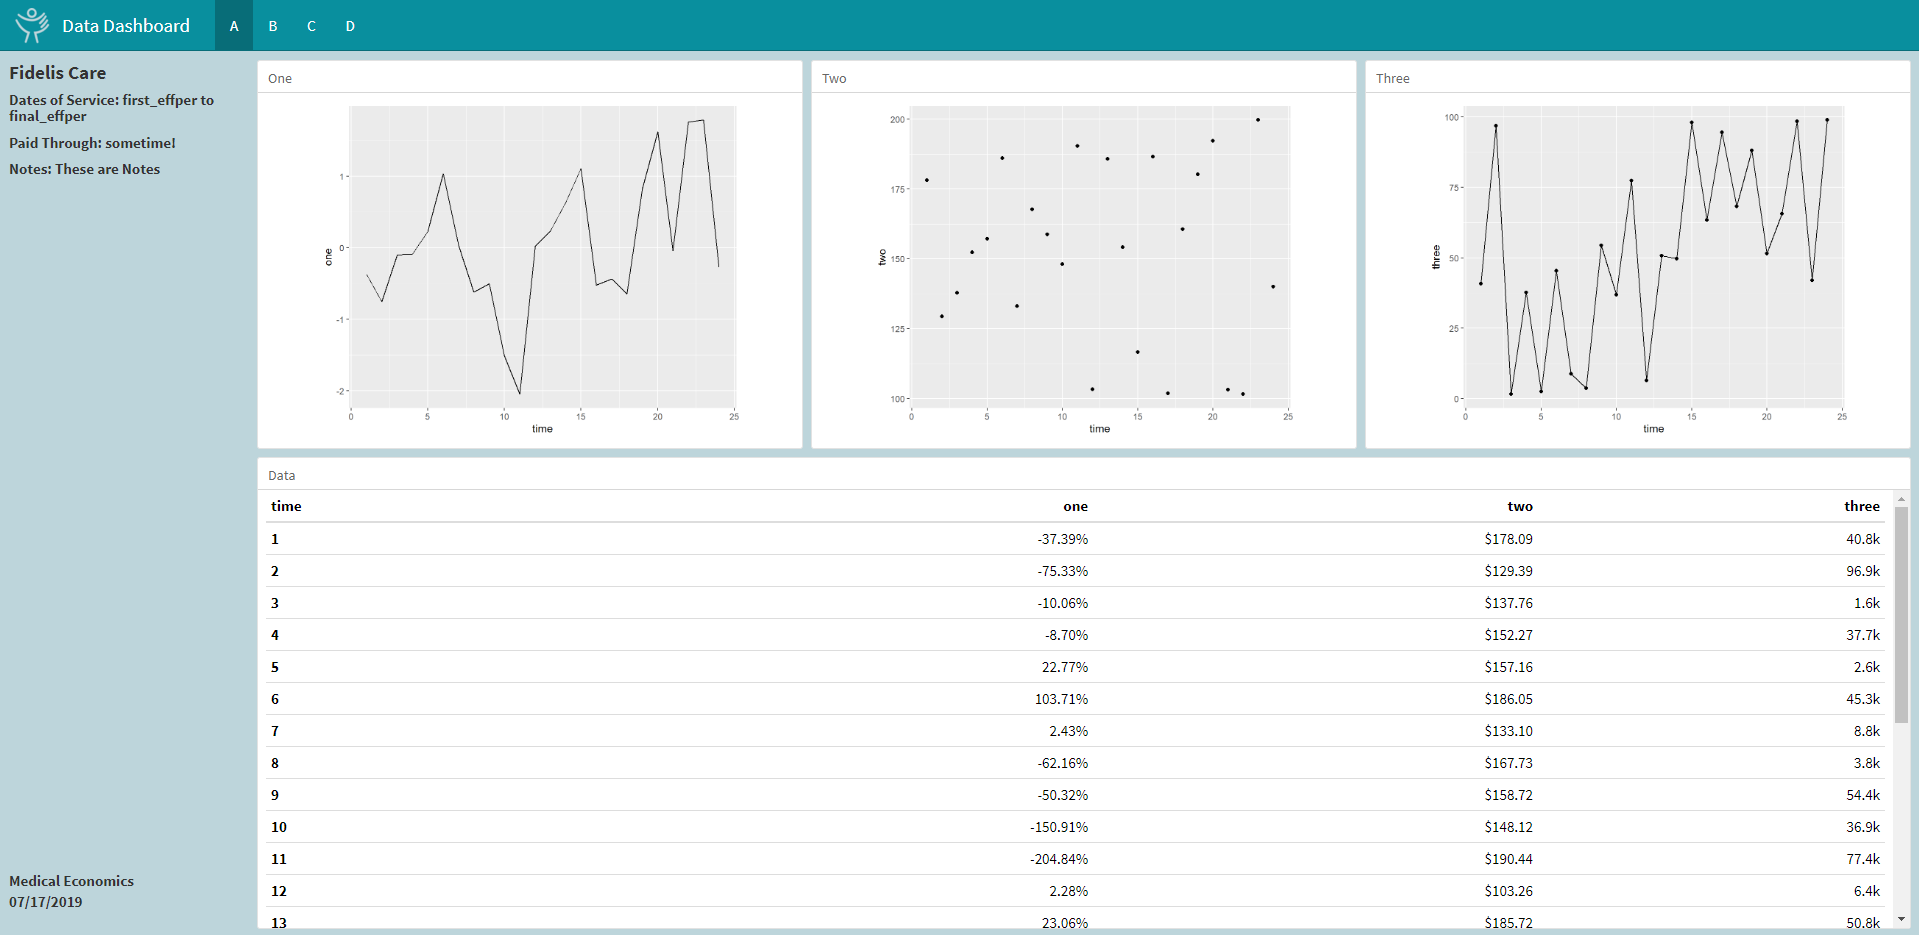 Data Dashboard A B C D
Fidelis Care
Dates of Service: first_effper to
final_effper
Paid Through: sometime!
Notes: These are Notes
Medical Economics
07/17/2019
One
1
0
-1
-2
one
0 5 10 15 20 25
time
Two
200
175
150
125
100
two
0 5 10 15 20 25
time
Three
100
75
50
25
0
three
0 5 10 15 20 25
time
Data
time one two three
1 -37.39% $178.09 40.8k
2 -75.33% $129.39 96.9k
3 -10.06% $137.76 1.6k
4 -8.70% $152.27 37.7k
5 22.77% $157.16 2.6k
6 103.71% $186.05 45.3k
7 2.43% $133.10 8.8k
8 -62.16% $167.73 3.8k
9 -50.32% $158.72 54.4k
10 -150.91% $148.12 36.9k
11 -204.84% $190.44 77.4k
12 2.28% $103.26 6.4k
13 23.06% $185.72 50.8k